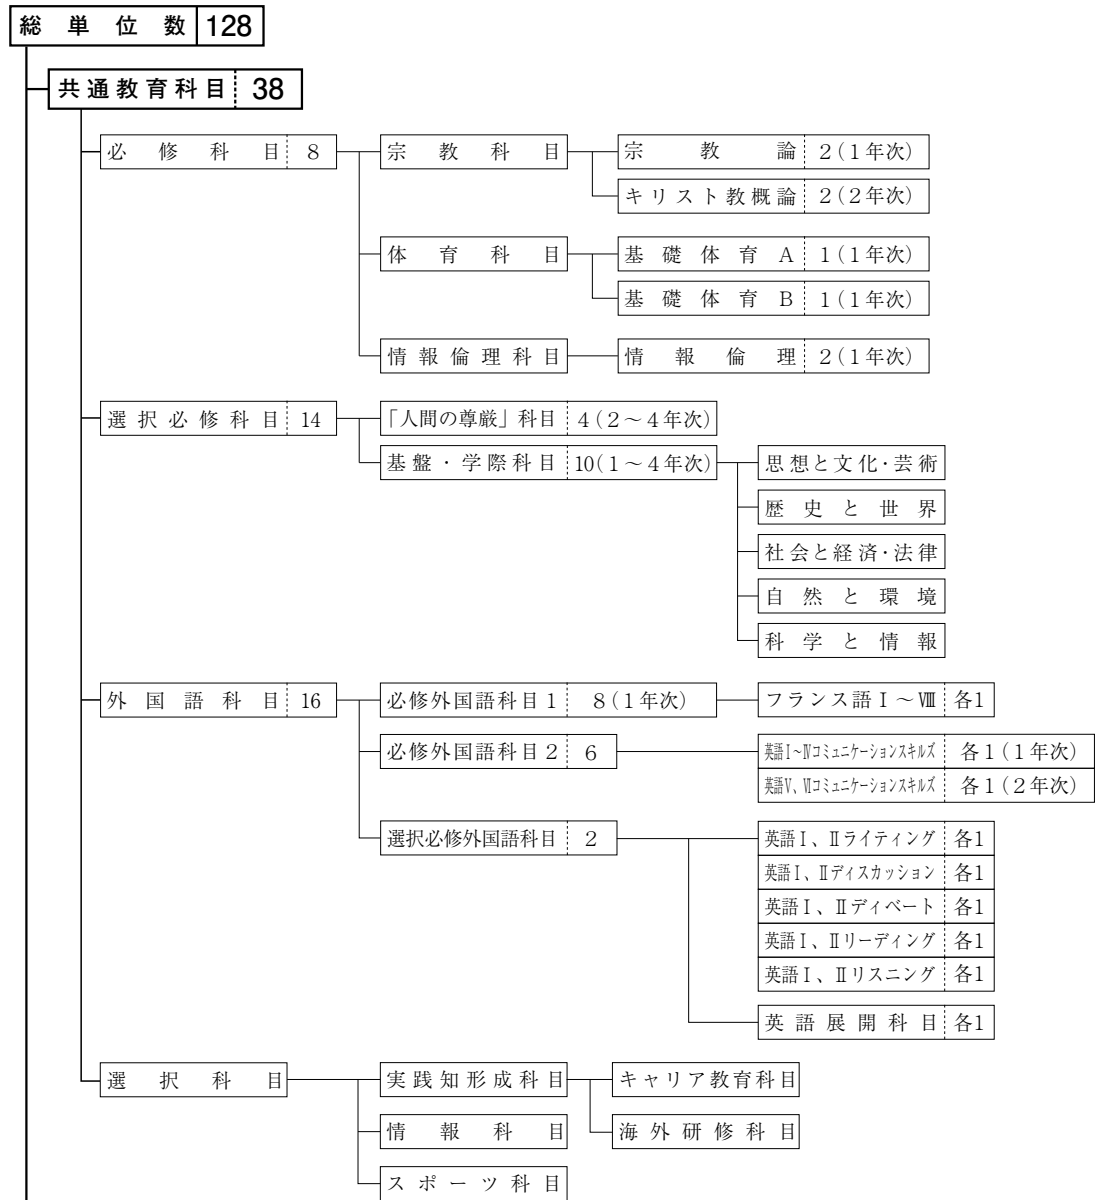 総単位数 128
共通教育科目 38
必修科目 8 宗教科目 宗教論 2(1年次)
キリスト教概論 2(2年次)
体育科目 基礎体育A 1(1年次)
基礎体育B 1(1年次)
情報倫理科目 情報倫理 2(1年次)
選択必修科目 14 「人間の尊厳」科目 4(2～4年次)
基盤・学際科目 10(1～4年次) 思想と文化・芸術
歴史と世界
社会と経済・法律
自然と環境
科学と情報
外国語科目 16 必修外国語科目1 8(1年次) フランス語Ⅰ～Ⅷ 各1
必修外国語科目2 6 英語Ⅰ~Ⅳコミュニケーションスキルズ 各1(1年次)
英語Ⅴ、Ⅵコミュニケーションスキルズ 各1(2年次)
選択必修外国語科目 2 英語Ⅰ、Ⅱライティング 各1
英語Ⅰ、Ⅱディスカッション 各1
英語Ⅰ、Ⅱディベート 各1
英語Ⅰ、Ⅱリーディング 各1
英語Ⅰ、Ⅱリスニング 各1
英語展開科目 各1
選択科目 実践知形成科目 キャリア教育科目
情報科目 海外研修科目
スポーツ科目